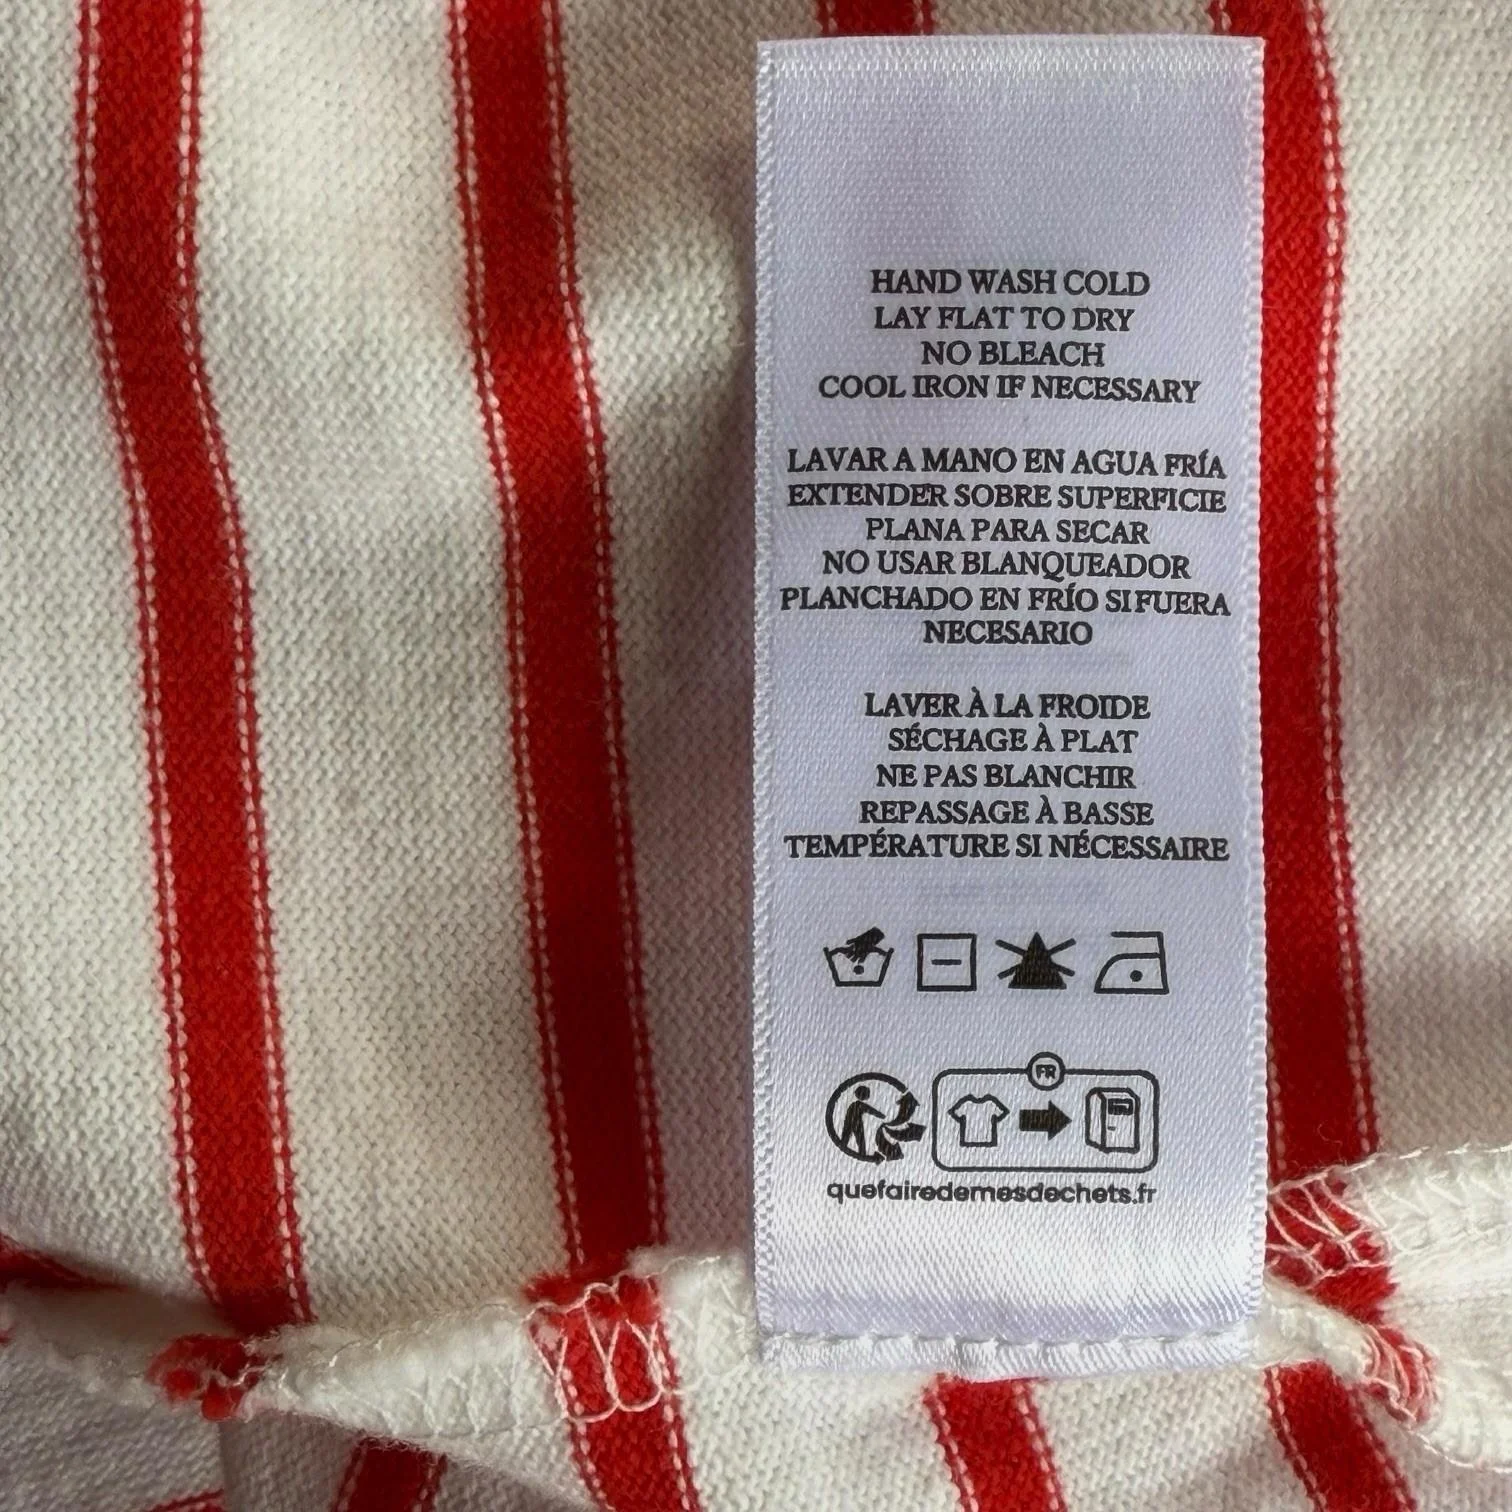 HAND WASH COLD
LAY FLAT TO DRY
NO BLEACH
COOL IRON IF NECESSARY
LAVAR A MANO EN AGUA FRÍA
EXTENDER SOBRE SUPERFICIE
PLANA PARA SECAR
NO USAR BLANQUEADOR
PLANCHADO EN FRÍO SI FUERA
NECESARIO
LAVER À LA FROIDE
SÉCHAGE À PLAT
NE PAS BLANCHIR
REPASSAGE À BASSE
TEMPÉRATURE SI NÉCESSAIRE
FR
quefairedemesdechets.fr